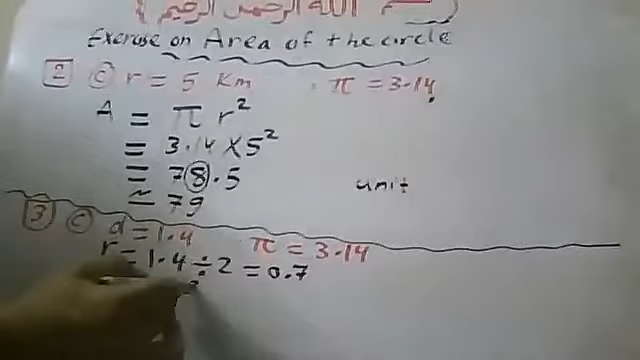 بسم الله الرحمن الرحيم
Exercise on Area of the circle
2 C r = 5 Km π = 3.14
A = π r²
= 3.14 × 5²
= 78.5
≈ 79
unit
3 C d = 1.4 π = 3.14
r = 1.4 ÷ 2 = 0.7